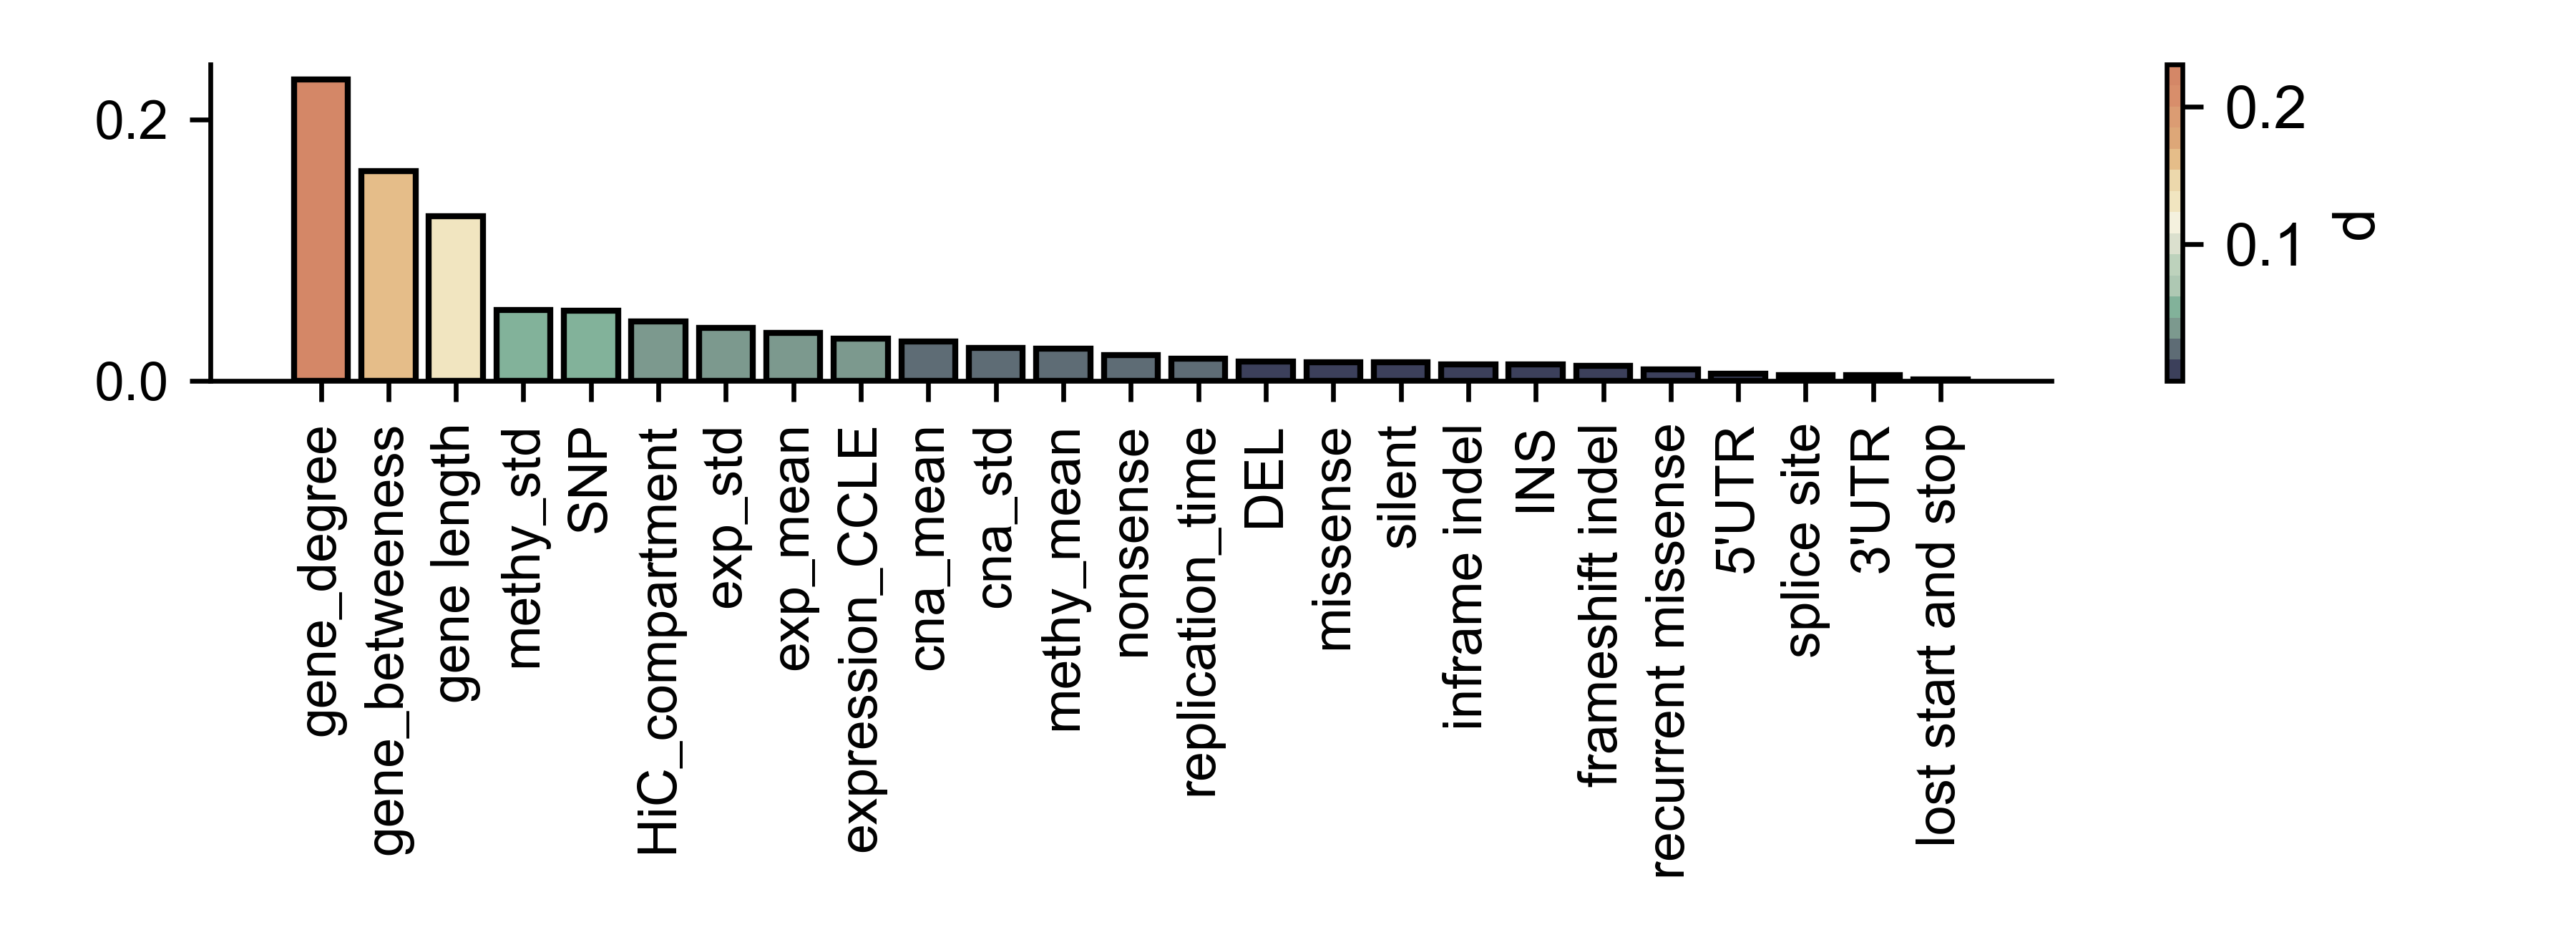 0.2
0.0
gene_degree
gene_betweeness
gene length
methy_std
SNP
HiC_compartment
exp_std
exp_mean
expression_CCLE
cna_mean
cna_std
methy_mean
nonsense
replication_time
DEL
missense
silent
inframe indel
INS
frameshift indel
recurrent missense
5'UTR
splice site
3'UTR
lost start and stop
0.2
0.1
d